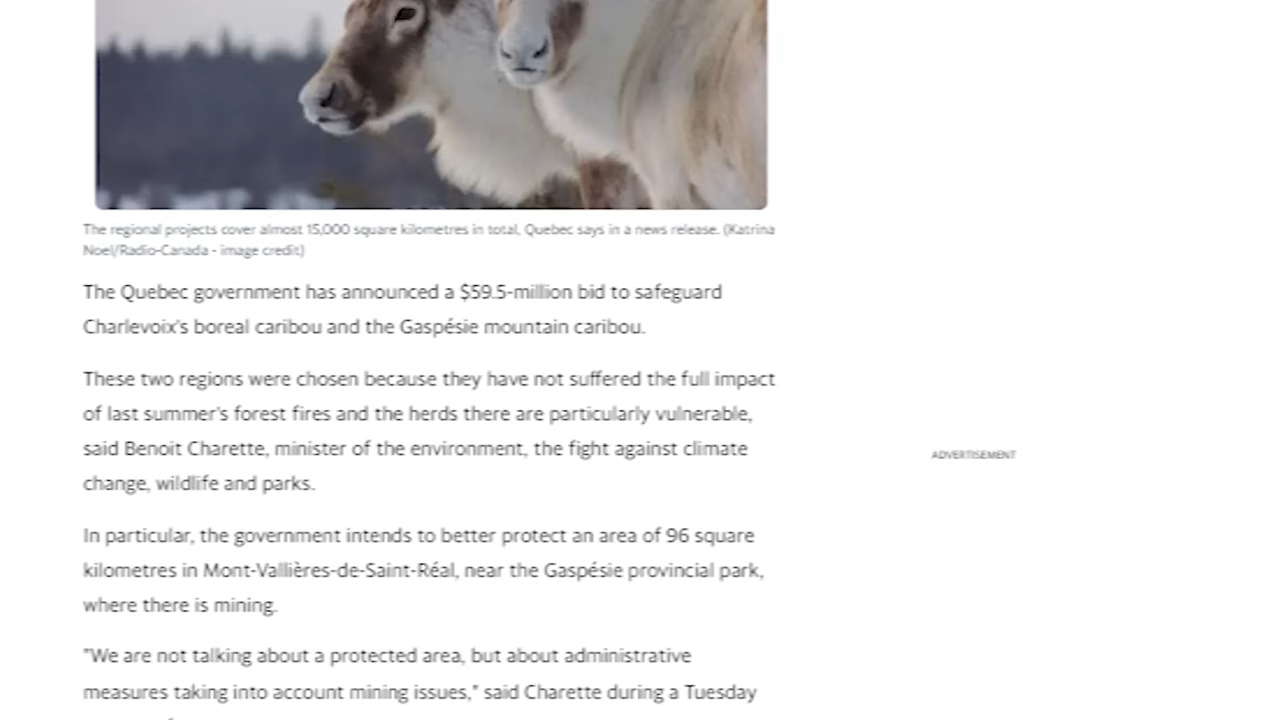 The regional projects cover almost 15,000 square kilometres in total, Quebec says in a news release. (Katrina
Noel/Radio-Canada - image credit)
The Quebec government has announced a $59.5-million bid to safeguard
Charlevoix's boreal caribou and the Gaspésie mountain caribou.
These two regions were chosen because they have not suffered the full impact
of last summer's forest fires and the herds there are particularly vulnerable,
said Benoit Charette, minister of the environment, the fight against climate
change, wildlife and parks.
ADVERTISEMENT
In particular, the government intends to better protect an area of 96 square
kilometres in Mont-Vallières-de-Saint-Réal, near the Gaspésie provincial park,
where there is mining.
"We are not talking about a protected area, but about administrative
measures taking into account mining issues," said Charette during a Tuesday